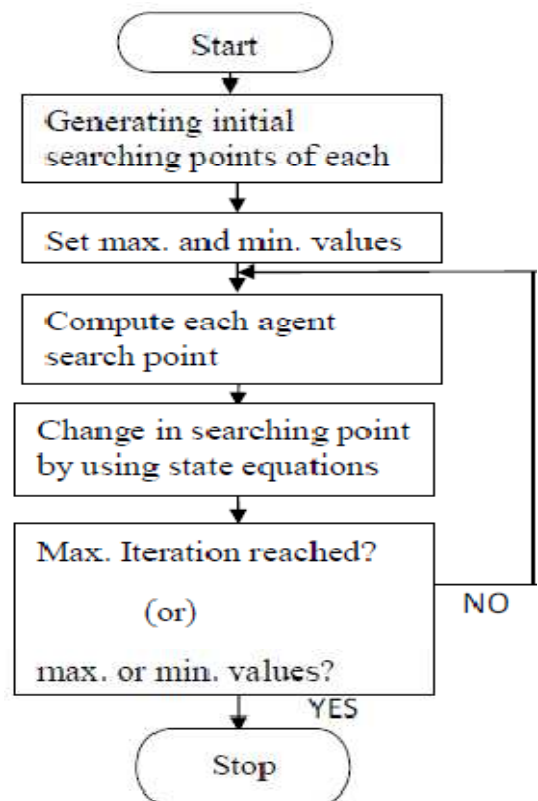 Start
Generating initial
searching points of each
Set max. and min. values
Compute each agent
search point
Change in searching point
by using state equations
Max. Iteration reached?
(or)
max. or min. values?
NO
YES
Stop